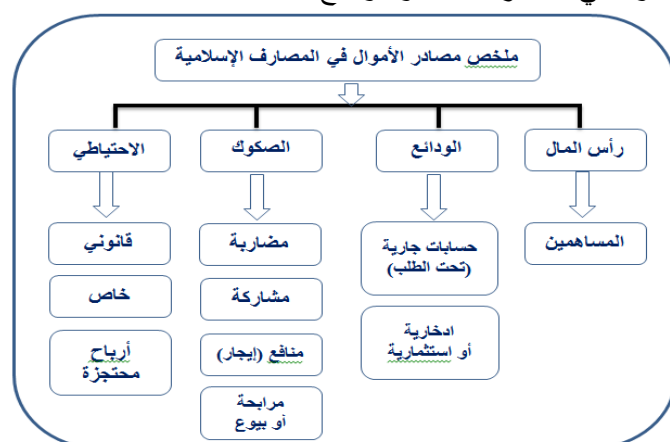 ملخص مصادر الأموال في المصارف الإسلامية
رأس المال
الودائع
الصكوك
الاحتياطي
المساهمين
حسابات جارية
(تحت الطلب)
ادخارية
أو استثمارية
مضاربة
مشاركة
منافع (إيجار)
مرابحة
أو بيوع
قانوني
خاص
أرباح
محتجزة